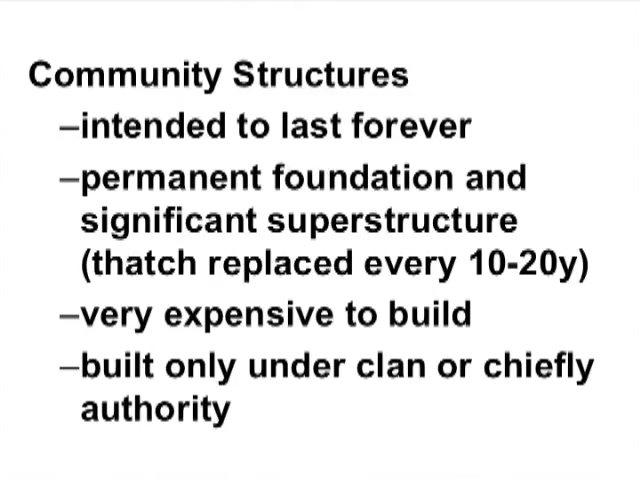 Community Structures
–intended to last forever
–permanent foundation and
significant superstructure
(thatch replaced every 10-20y)
–very expensive to build
–built only under clan or chiefly
authority